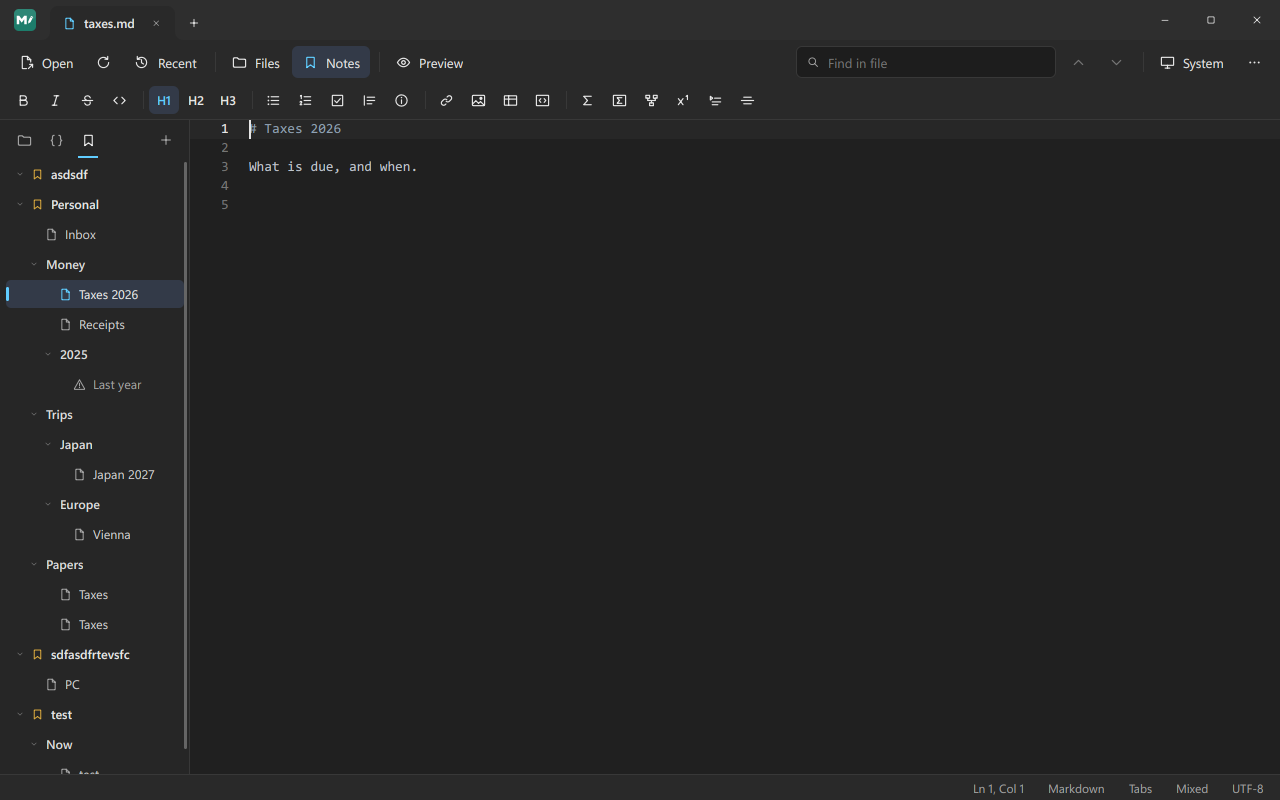 M
taxes.md
Open
Recent
Files
Notes
Preview
Find in file
System
B I S <> H1 H2 H3
Σ Σ x¹
{ }
asdsdf
Personal
Inbox
Money
Taxes 2026
Receipts
2025
Last year
Trips
Japan
Japan 2027
Europe
Vienna
Papers
Taxes
Taxes
sdfasdfrtevsfc
PC
test
Now
test
1 # Taxes 2026
2
3 What is due, and when.
4
5
Ln 1, Col 1 Markdown Tabs Mixed UTF-8